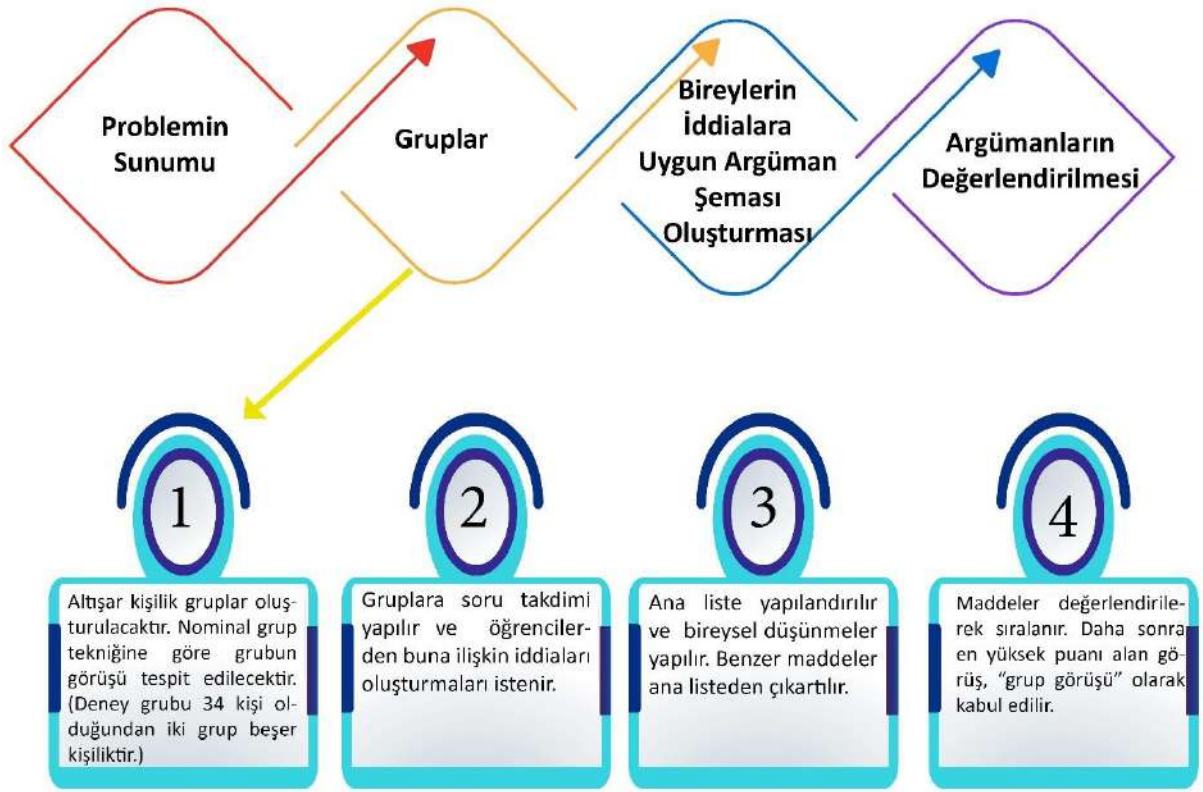 Problemin
Sunumu
Gruplar
Bireylerin
İddialara
Uygun Argüman
Şeması
Oluşturması
Argümanların
Değerlendirilmesi
1
Altışar kişilik gruplar oluş-
turulacaktır. Nominal grup
tekniğine göre grubun
görüşü tespit edilecektir.
(Deney grubu 34 kişi ol-
duğundan iki grup beşer
kişiliktir.)
2
Gruplara soru takdimi
yapılır ve öğrenciler-
den buna ilişkin iddiaları
oluşturmaları istenir.
3
Ana liste yapılandırılır
ve bireysel düşünmeler
yapılır. Benzer maddeler
ana listeden çıkartılır.
4
Maddeler değerlendirile-
rek sıralanır. Daha sonra
en yüksek puanı alan gö-
rüş, “grup görüşü” olarak
kabul edilir.